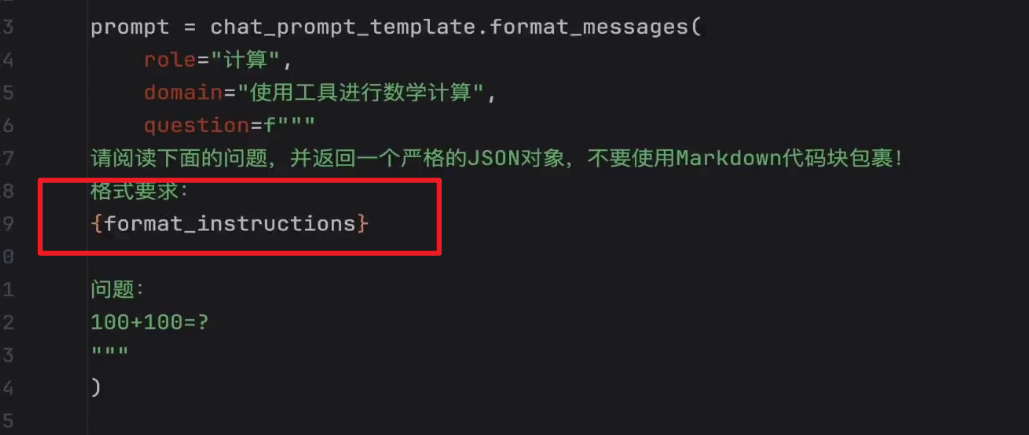 3 prompt = chat_prompt_template.format_messages(
4 role="计算",
5 domain="使用工具进行数学计算",
6 question=f"""
7 请阅读下面的问题，并返回一个严格的JSON对象，不要使用Markdown代码块包裹！
8 格式要求：
9 {format_instructions}
0
1 问题：
2 100+100=?
3 """
4 )
5